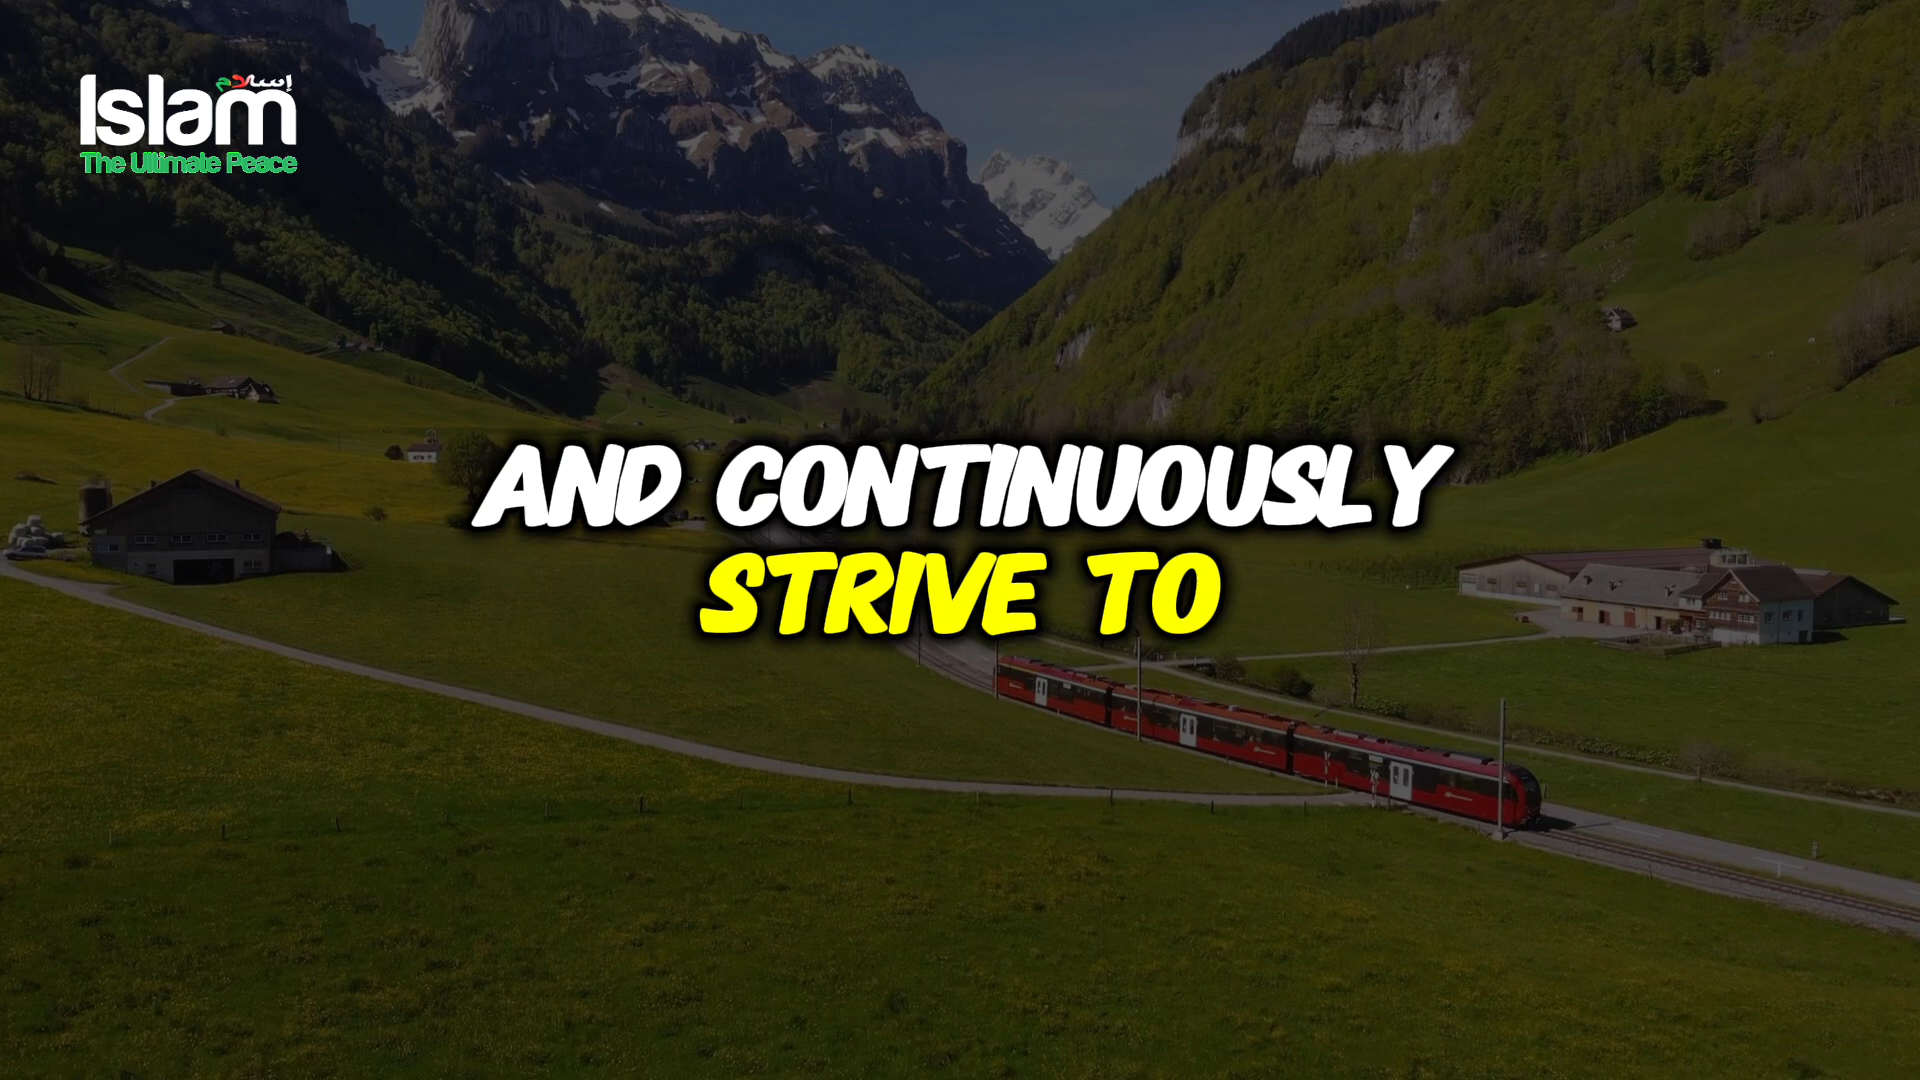 إسلام
Islam
The Ultimate Peace
AND CONTINUOUSLY
STRIVE TO